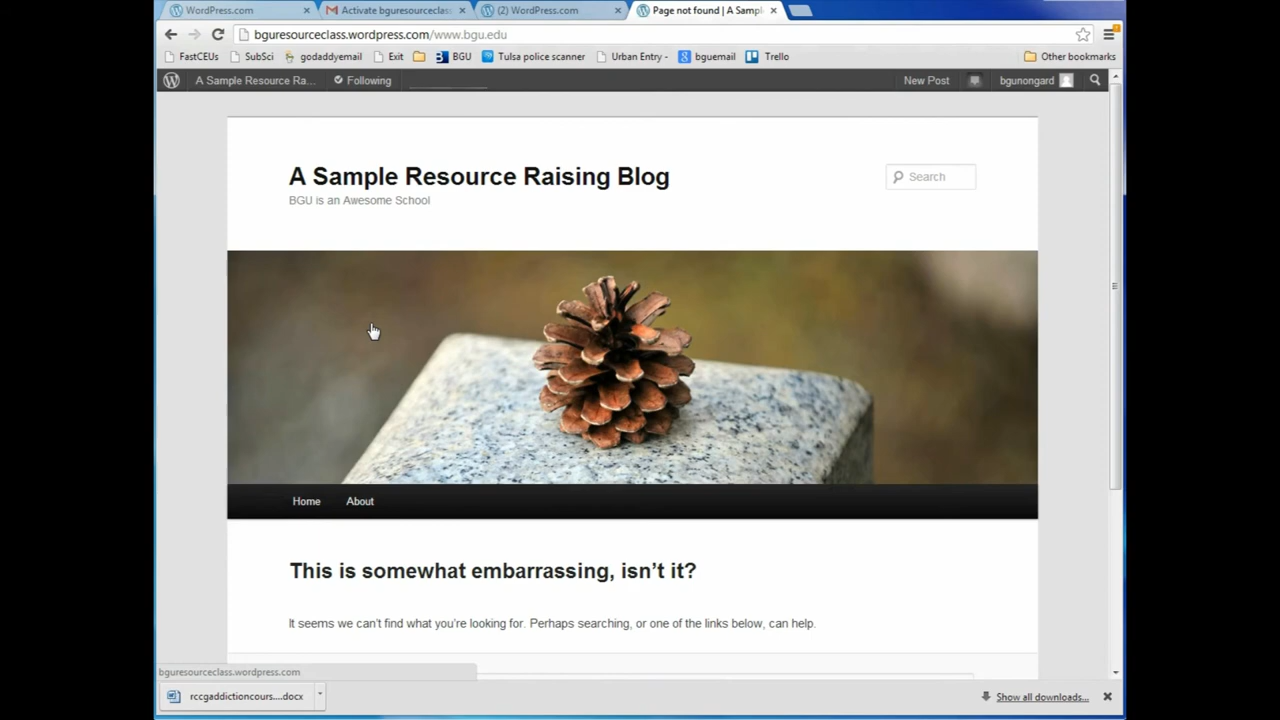 WordPress.com
Activate bguresourceclas
(2) WordPress.com
Page not found | A Sampl
bguresourceclass.wordpress.com/www.bgu.edu
FastCEUs
SubSci
godaddyemail
Exit
BGU
Tulsa police scanner
Urban Entry -
bguemail
Trello
Other bookmarks
A Sample Resource Ra...
Following
New Post
bgunongard
A Sample Resource Raising Blog
Search
BGU is an Awesome School
Home
About
This is somewhat embarrassing, isn’t it?
It seems we can’t find what you’re looking for. Perhaps searching, or one of the links below, can help.
bguresourceclass.wordpress.com
rccgaddictioncours....docx
Show all downloads...